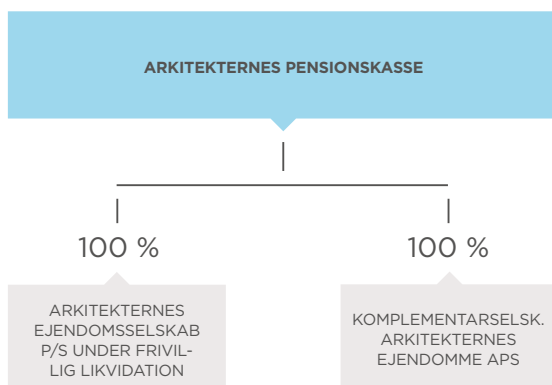 ARKITEKTERNES PENSIONSKASSE
100 %
100 %
ARKITEKTERNES
EJENDOMSSELSKAB
P/S UNDER FRIVIL-
LIG LIKVIDATION
KOMPLEMENTARSELSK.
ARKITEKTERNES
EJENDOMME APS